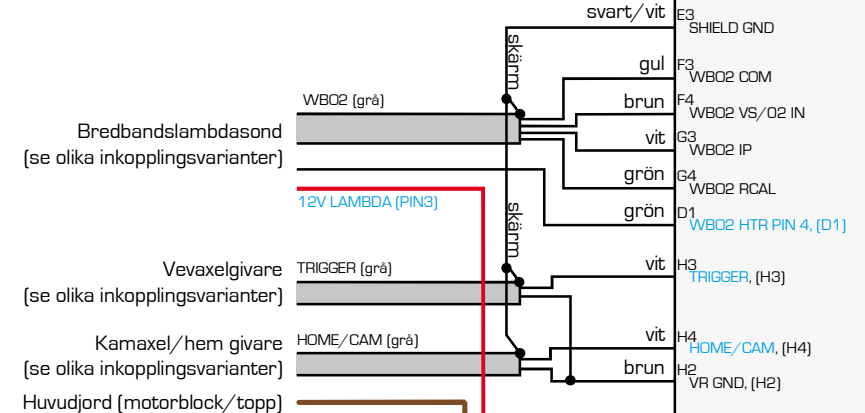 svart/vit E3
SHIELD GND
skärm
gul F3
WBO2 COM
WBO2 (grå)
brun F4
WBO2 VS/O2 IN
Bredbandslambdasond
(se olika inkopplingsvarianter)
vit G3
WBO2 IP
grön G4
WBO2 RCAL
12V LAMBDA (PIN3)
skärm
grön D1
WBO2 HTR PIN 4, (D1)
Vevaxelgivare
(se olika inkopplingsvarianter)
TRIGGER (grå)
vit H3
TRIGGER, (H3)
Kamaxel/hem givare
(se olika inkopplingsvarianter)
HOME/CAM (grå)
vit H4
HOME/CAM, (H4)
brun H2
VR GND, (H2)
Huvudjord (motorblock/topp)